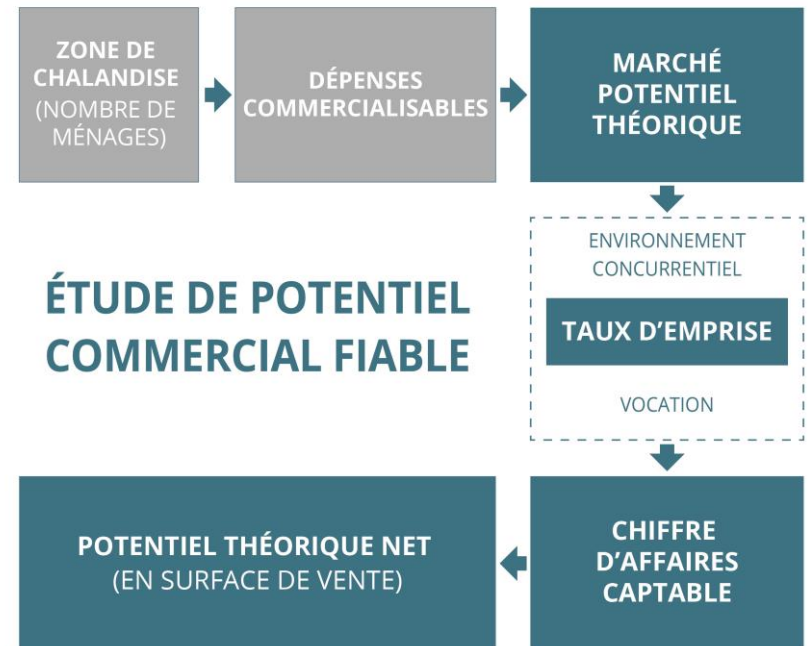 ZONE DE
CHALANDISE
(NOMBRE DE
MÉNAGES)
DÉPENSES
COMMERCIALISABLES
MARCHÉ
POTENTIEL
THÉORIQUE
ENVIRONNEMENT
CONCURRENTIEL
TAUX D’EMPRISE
VOCATION
ÉTUDE DE POTENTIEL
COMMERCIAL FIABLE
CHIFFRE
D’AFFAIRES
CAPTABLE
POTENTIEL THÉORIQUE NET
(EN SURFACE DE VENTE)